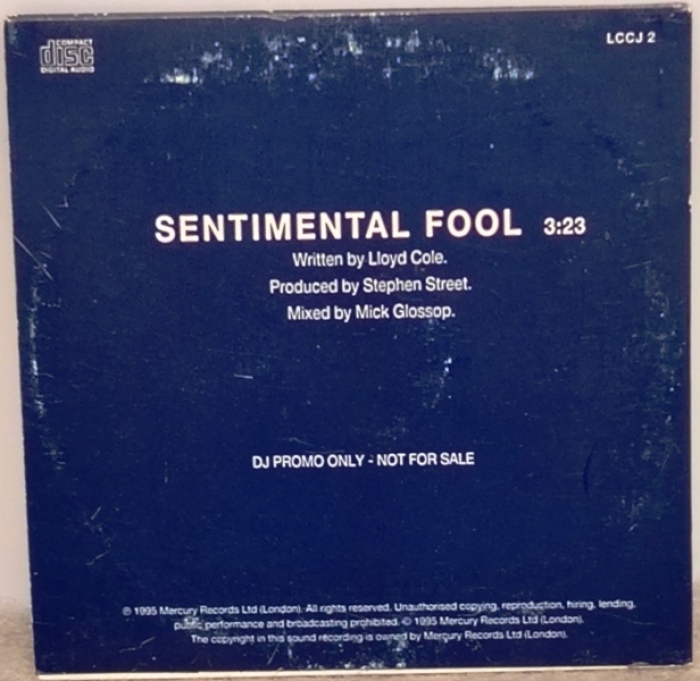 COMPACT
disc
DIGITAL AUDIO
LCCJ 2
SENTIMENTAL FOOL 3:23
Written by Lloyd Cole.
Produced by Stephen Street.
Mixed by Mick Glossop.
DJ PROMO ONLY - NOT FOR SALE
℗ 1995 Mercury Records Ltd (London). All rights reserved. Unauthorised copying, reproduction, hiring, lending,
public performance and broadcasting prohibited. © 1995 Mercury Records Ltd (London).
The copyright in this sound recording is owned by Mercury Records Ltd (London).